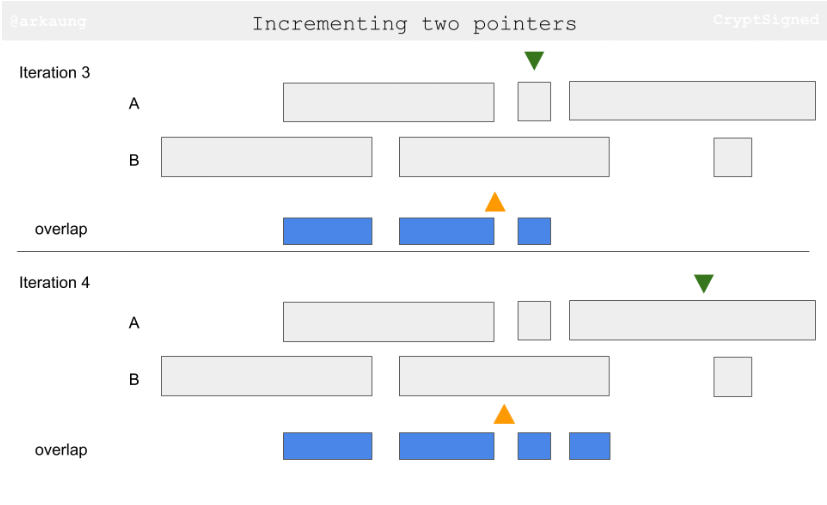 @arkaung
Incrementing two pointers
CryptSigned
Iteration 3
A
B
overlap
Iteration 4
A
B
overlap